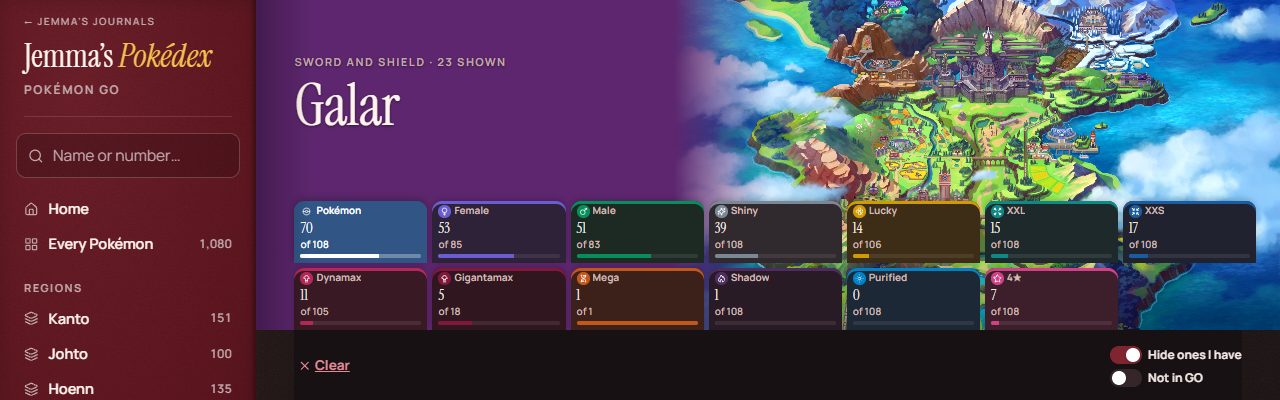 ← JEMMA'S JOURNALS
Jemma's Pokédex
POKÉMON GO
Name or number...
Home
Every Pokémon 1,080
REGIONS
Kanto 151
Johto 100
Hoenn 135
SWORD AND SHIELD · 23 SHOWN
Galar
Pokémon
70
of 108
Female
53
of 85
Male
51
of 83
Shiny
39
of 108
Lucky
14
of 106
XXL
15
of 108
XXS
17
of 108
Dynamax
11
of 105
Gigantamax
5
of 18
Mega
1
of 1
Shadow
1
of 108
Purified
0
of 108
4★
7
of 108
Clear
Hide ones I have
Not in GO